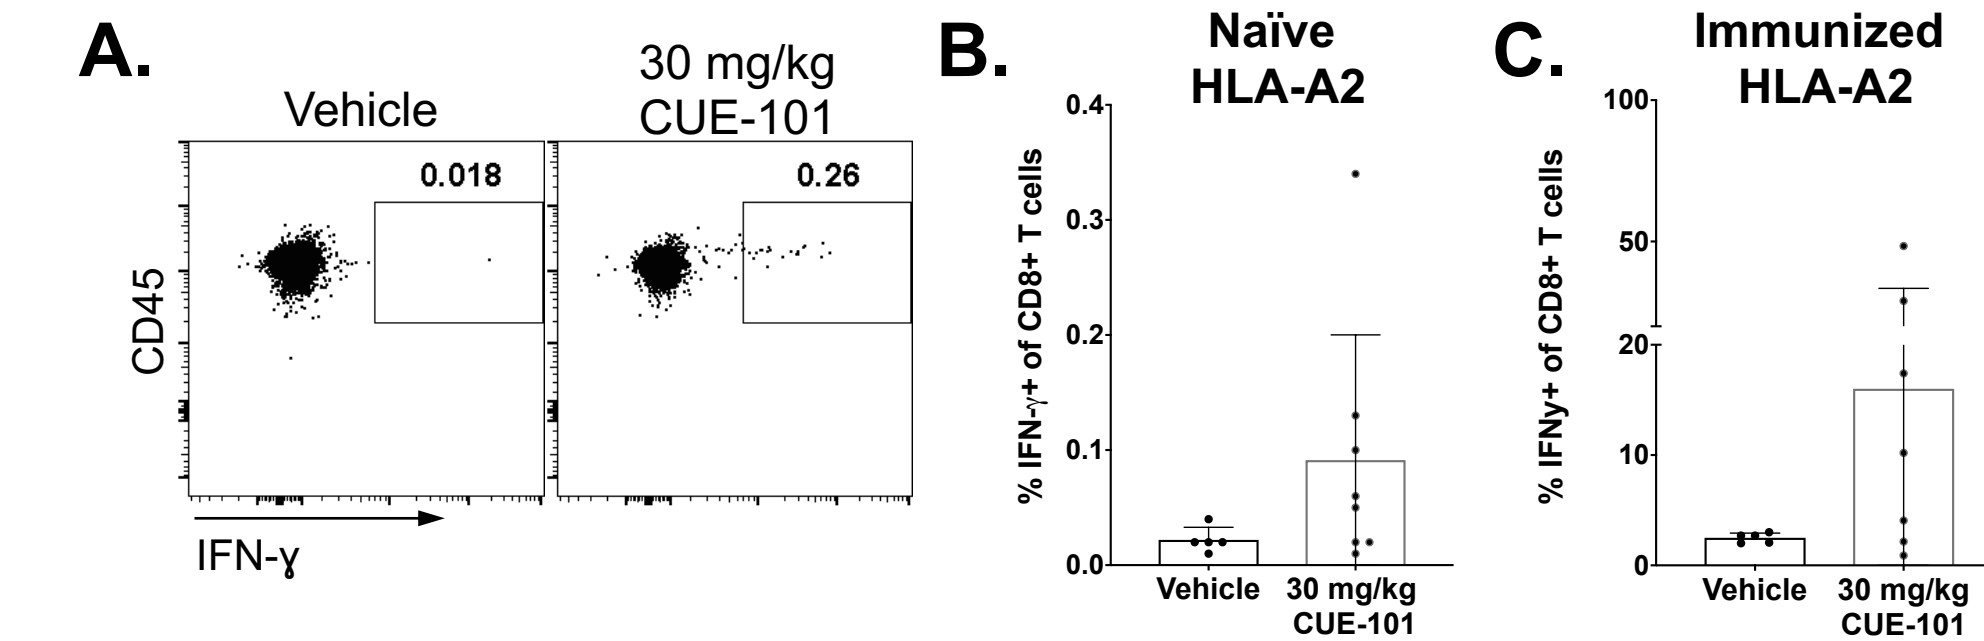 A.
Vehicle
30 mg/kg
CUE-101
0.018
0.26
CD45
IFN-γ
B.
Naïve
HLA-A2
% IFN-γ+ of CD8+ T cells
0.4
0.3
0.2
0.1
0.0
Vehicle
30 mg/kg
CUE-101
C.
Immunized
HLA-A2
% IFNy+ of CD8+ T cells
100
50
20
10
0
Vehicle
30 mg/kg
CUE-101